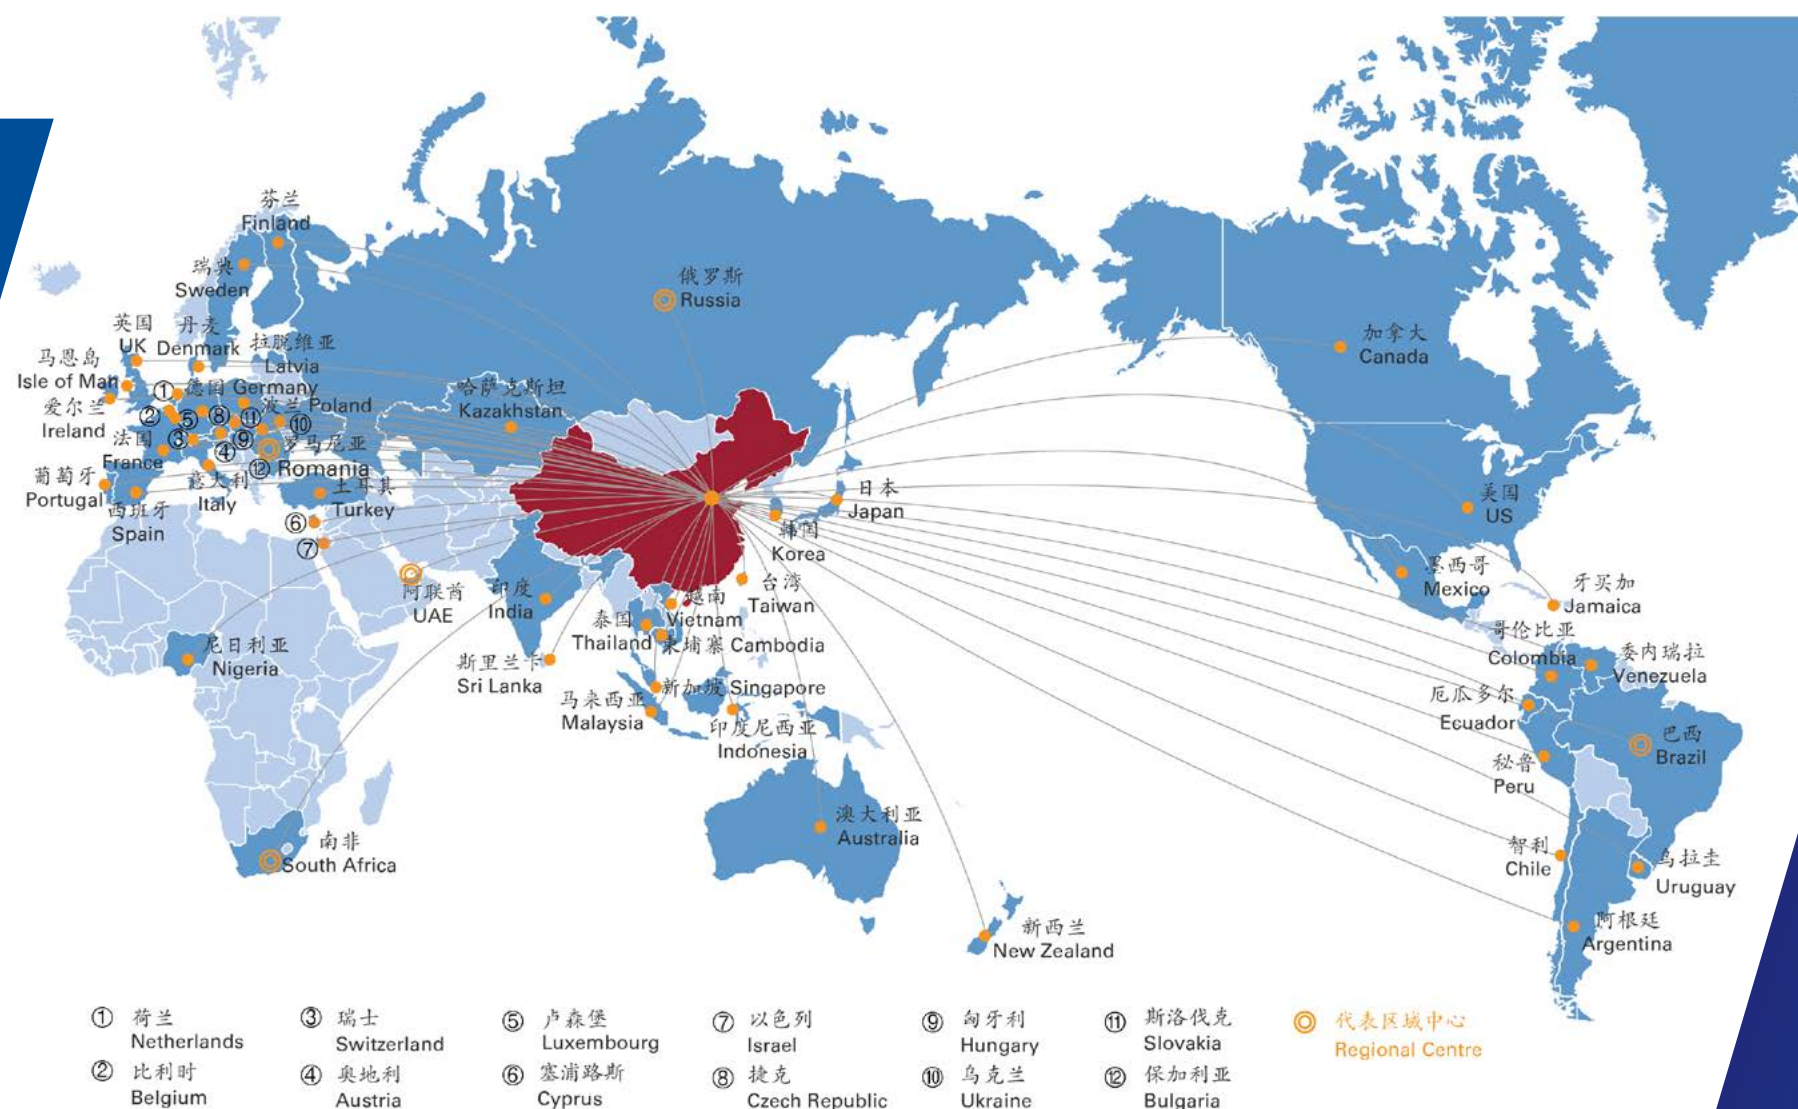 芬兰
Finland
瑞典
Sweden
俄罗斯
Russia
英国
UK
丹麦
Denmark
拉脱维亚
Latvia
马恩岛
Isle of Man
①
德国 Germany
爱尔兰
Ireland
②
⑤
⑧
⑪
波兰 Poland
⑩
法国
France
③
④
⑨
罗马尼亚
Romania
⑫
哈萨克斯坦
Kazakhstan
葡萄牙
Portugal
西班牙
Spain
意大利
Italy
土耳其
Turkey
⑥
⑦
阿联酋
UAE
印度
India
日本
Japan
韩国
Korea
台湾
Taiwan
越南
Vietnam
泰国
Thailand
柬埔寨 Cambodia
斯里兰卡
Sri Lanka
新加坡 Singapore
马来西亚
Malaysia
印度尼西亚
Indonesia
尼日利亚
Nigeria
南非
South Africa
澳大利亚
Australia
新西兰
New Zealand
加拿大
Canada
美国
US
墨西哥
Mexico
牙买加
Jamaica
哥伦比亚
Colombia
委内瑞拉
Venezuela
厄瓜多尔
Ecuador
巴西
Brazil
秘鲁
Peru
智利
Chile
乌拉圭
Uruguay
阿根廷
Argentina
① 荷兰
Netherlands
② 比利时
Belgium
③ 瑞士
Switzerland
④ 奥地利
Austria
⑤ 卢森堡
Luxembourg
⑥ 塞浦路斯
Cyprus
⑦ 以色列
Israel
⑧ 捷克
Czech Republic
⑨ 匈牙利
Hungary
⑩ 乌克兰
Ukraine
⑪ 斯洛伐克
Slovakia
⑫ 保加利亚
Bulgaria
代表区域中心
Regional Centre